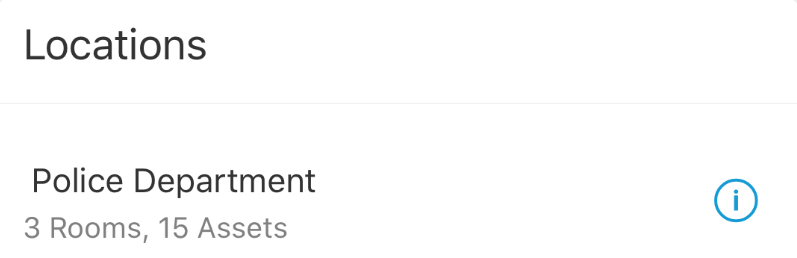 Locations
Police Department
3 Rooms, 15 Assets